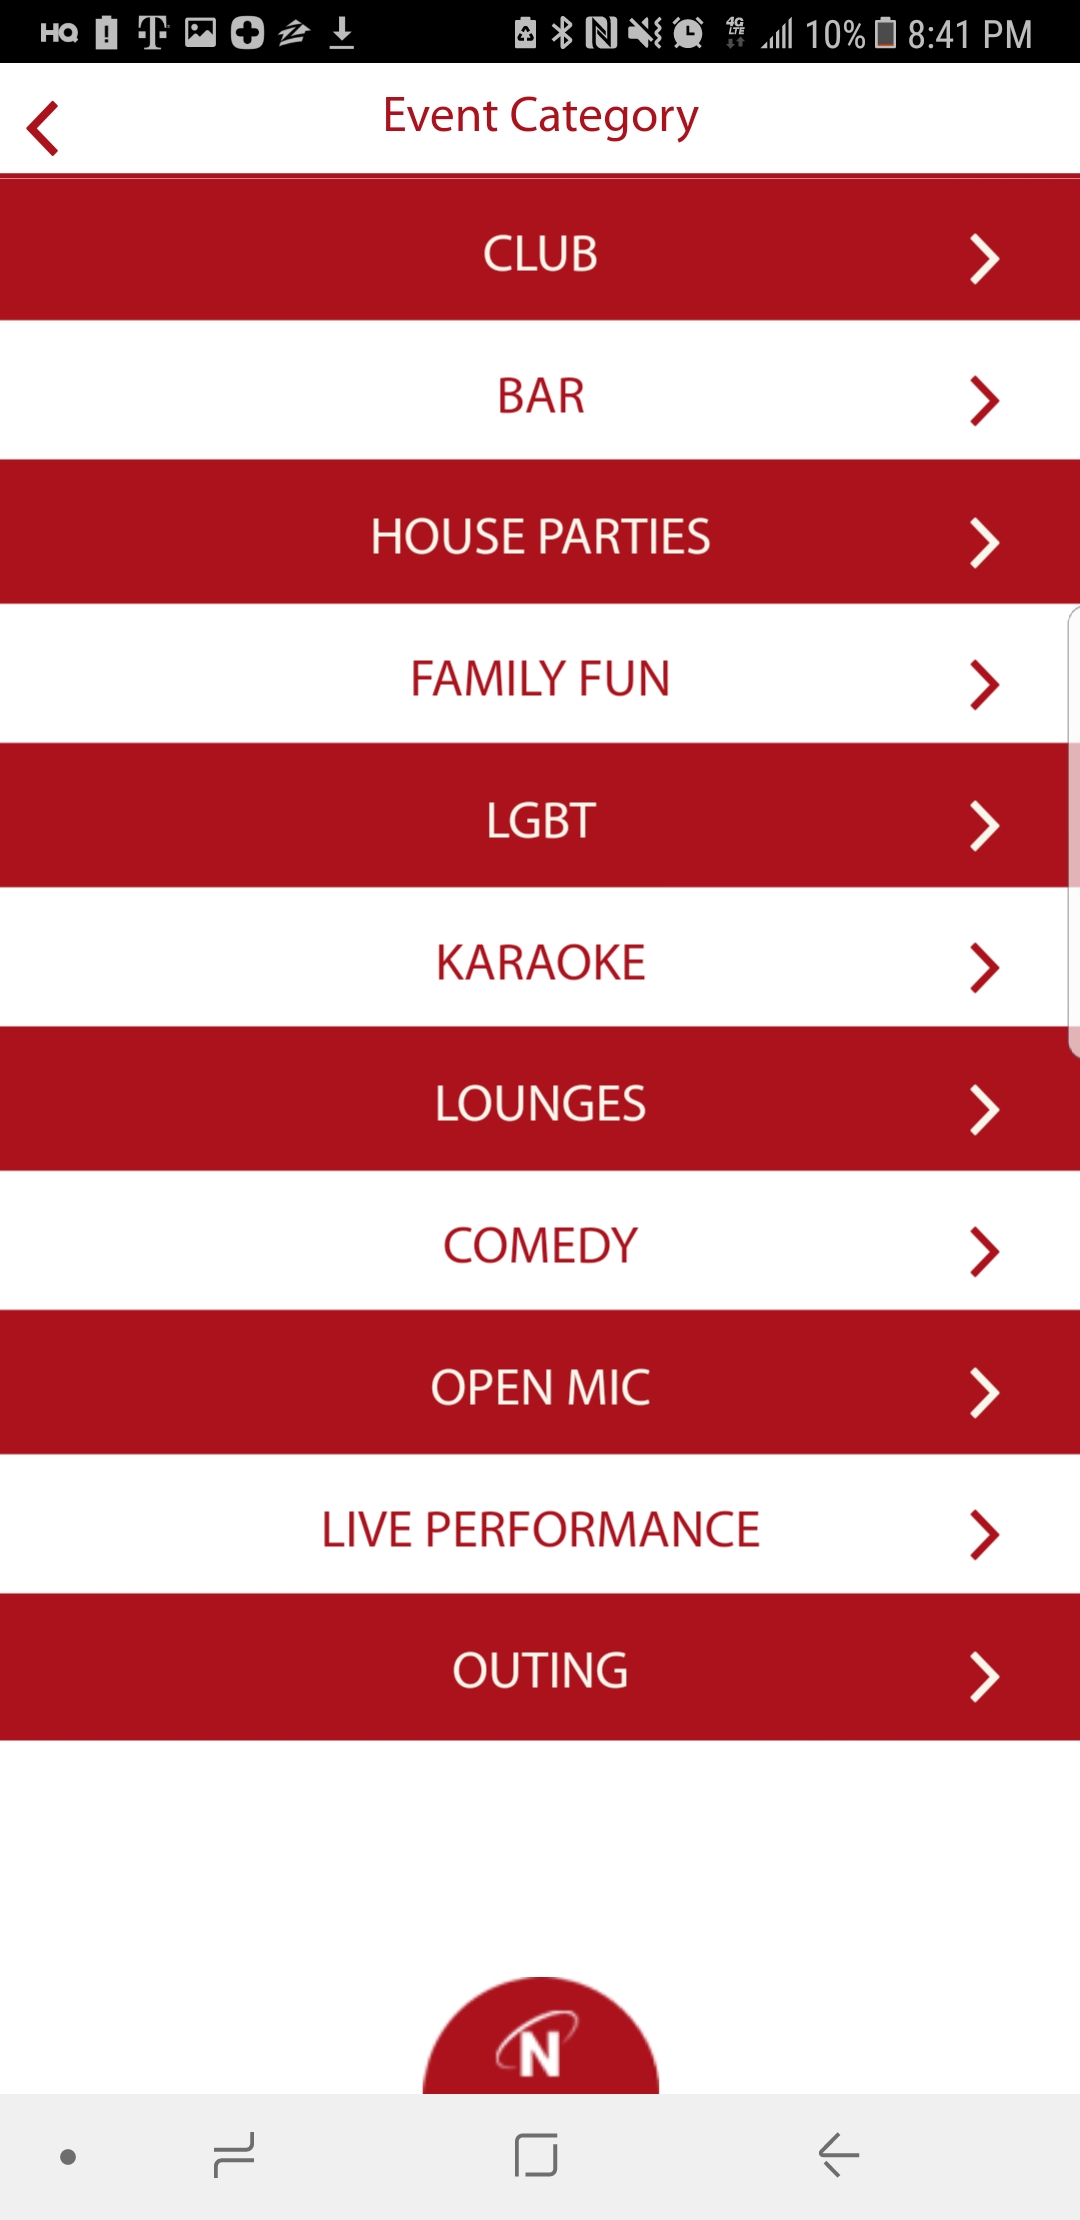 HQ T 4G LTE 10% 8:41 PM
Event Category
CLUB
BAR
HOUSE PARTIES
FAMILY FUN
LGBT
KARAOKE
LOUNGES
COMEDY
OPEN MIC
LIVE PERFORMANCE
OUTING
N